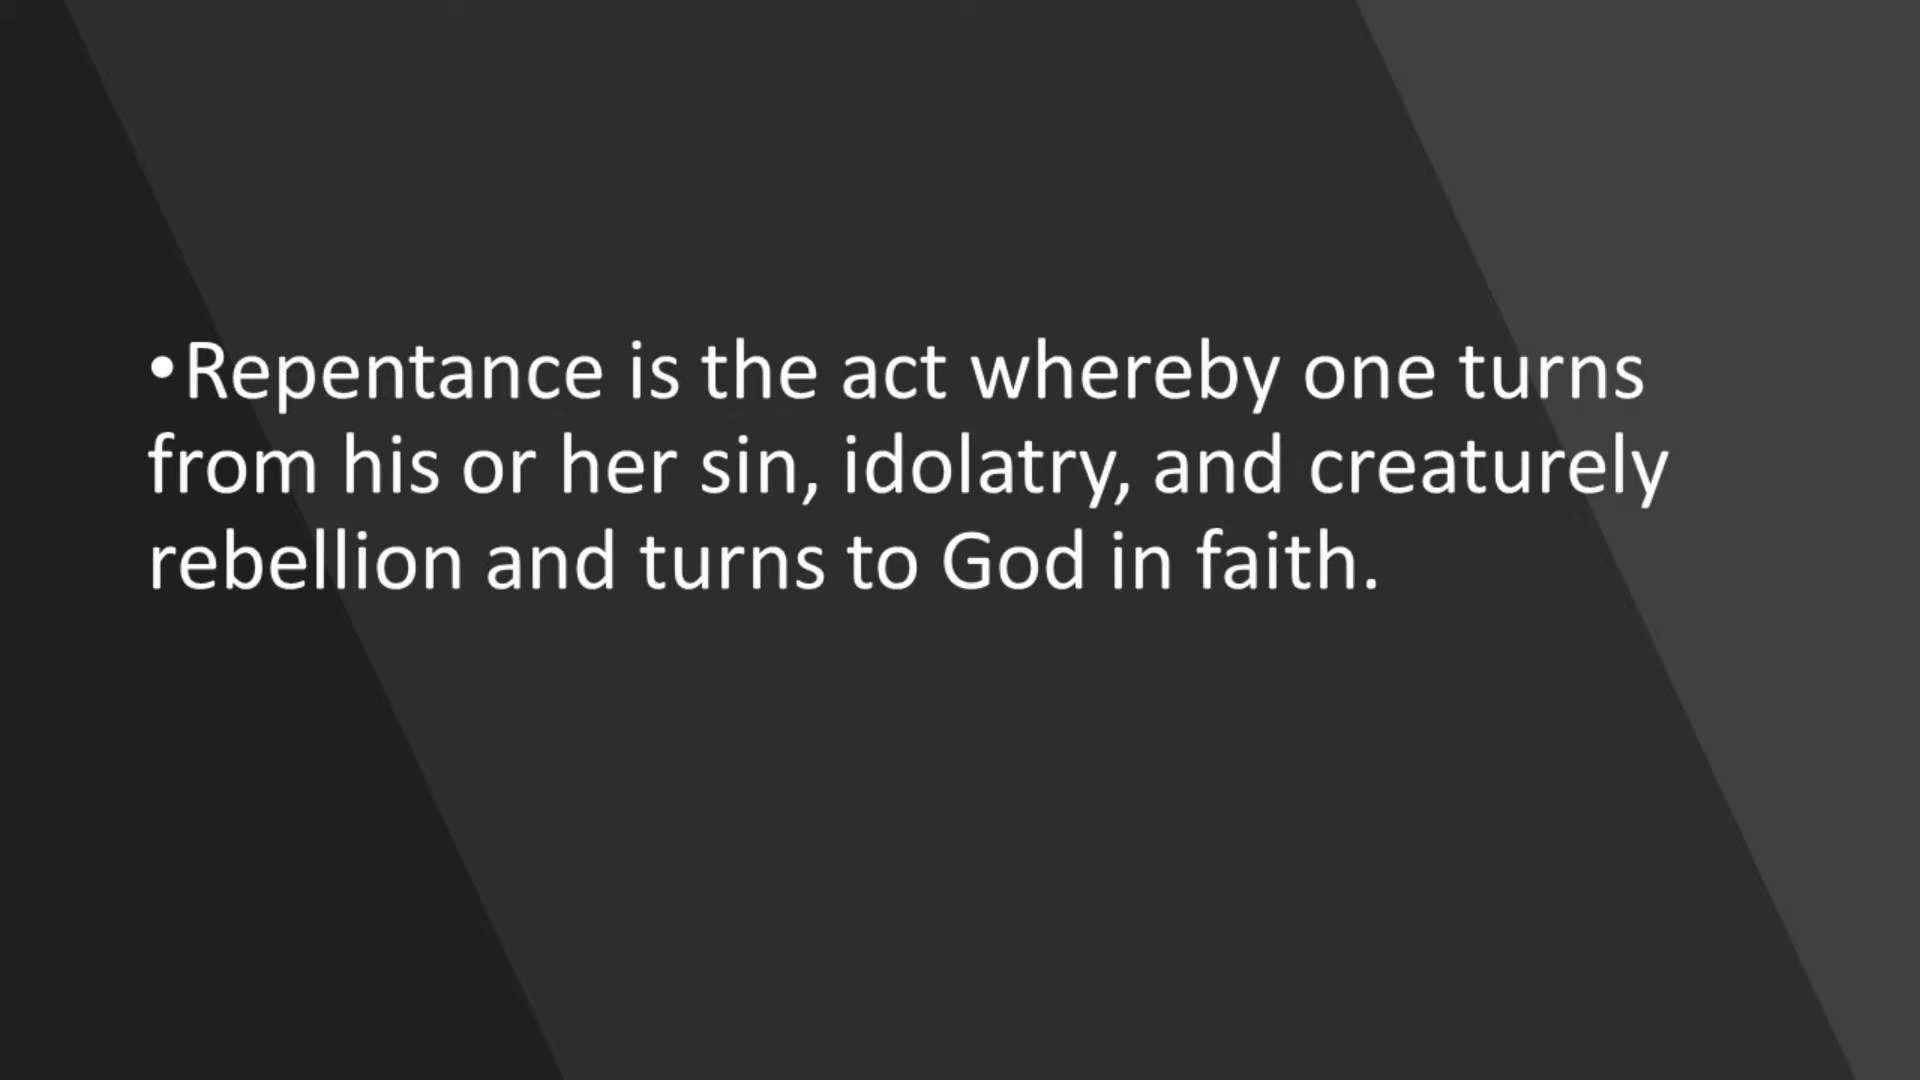 •Repentance is the act whereby one turns
from his or her sin, idolatry, and creaturely
rebellion and turns to God in faith.